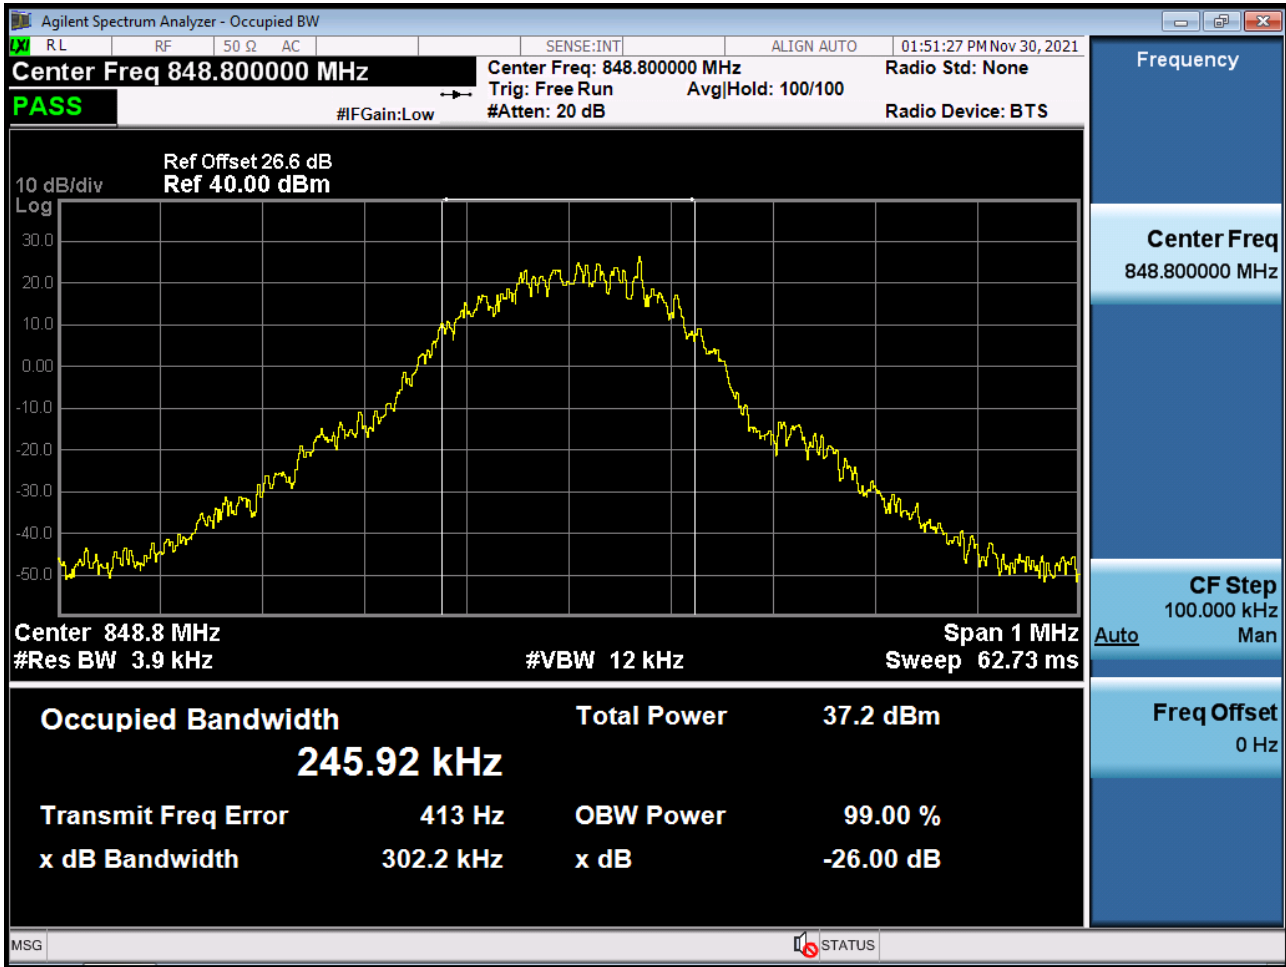 Agilent Spectrum Analyzer - Occupied BW
LXI RL RF 50 Ω AC SENSE:INT ALIGN AUTO 01:51:27 PM Nov 30, 2021
Center Freq 848.800000 MHz
PASS
#IFGain:Low
Center Freq: 848.800000 MHz
Trig: Free Run Avg|Hold: 100/100
#Atten: 20 dB
Radio Std: None
Radio Device: BTS
Ref Offset 26.6 dB
10 dB/div Ref 40.00 dBm
Log
30.0
20.0
10.0
0.00
-10.0
-20.0
-30.0
-40.0
-50.0
Center 848.8 MHz Span 1 MHz
#Res BW 3.9 kHz #VBW 12 kHz Sweep 62.73 ms
Occupied Bandwidth Total Power 37.2 dBm
245.92 kHz
Transmit Freq Error 413 Hz OBW Power 99.00 %
x dB Bandwidth 302.2 kHz x dB -26.00 dB
MSG STATUS
Frequency
Center Freq
848.800000 MHz
CF Step
100.000 kHz
Auto Man
Freq Offset
0 Hz